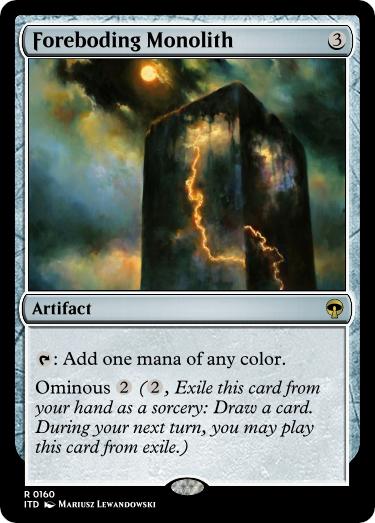 Foreboding Monolith 3
Artifact
: Add one mana of any color.
Ominous 2 (2, Exile this card from
your hand as a sorcery: Draw a card.
During your next turn, you may play
this card from exile.)
R 0160
ITD Mariusz Lewandowski